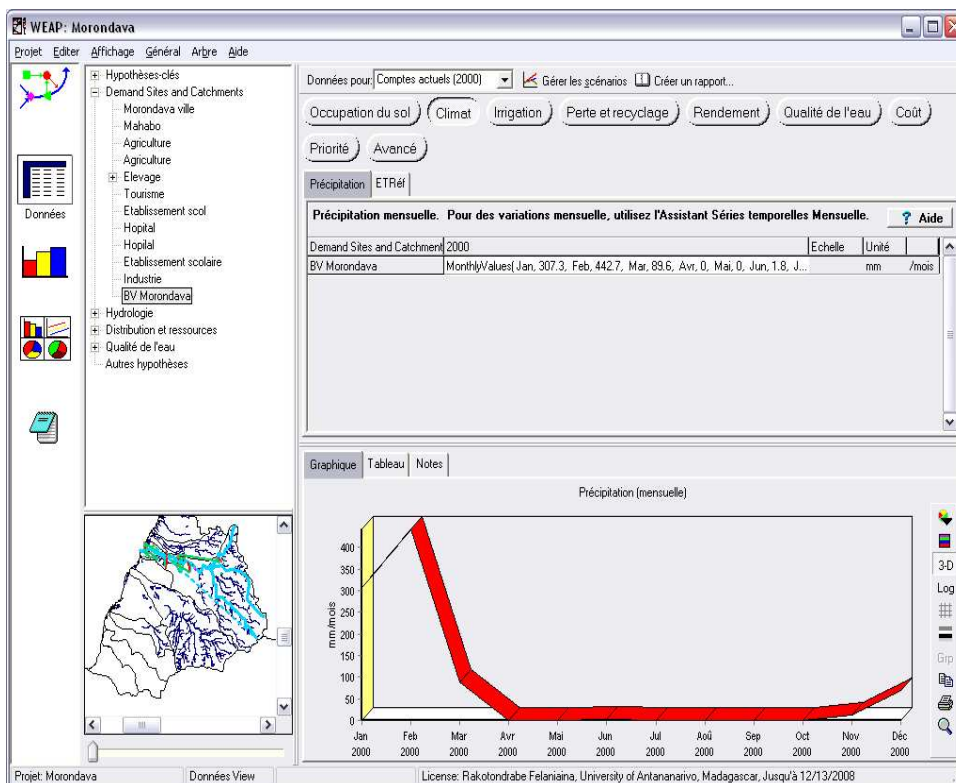 WEAP: Morondava
Projet Editer Affichage Général Arbre Aide
Données
Hypothèses-clés
Demand Sites and Catchments
Morondava ville
Mahabo
Agriculture
Agriculture
Elevage
Tourisme
Etablissement scol
Hopital
Hopilal
Etablissement scolaire
Industrie
BV Morondava
Hydrologie
Distribution et ressources
Qualité de l'eau
Autres hypothèses
Données pour: Comptes actuels (2000) Gérer les scénarios Créer un rapport...
Occupation du sol Climat Irrigation Perte et recyclage Rendement Qualité de l'eau Coût
Priorité Avancé
Précipitation ETRéf
Précipitation mensuelle. Pour des variations mensuelle, utilisez l'Assistant Séries temporelles Mensuelle. ? Aide
Demand Sites and Catchment 2000 Echelle Unité
BV Morondava MonthlyValues( Jan, 307.3, Feb, 442.7, Mar, 89.6, Avr, 0, Mai, 0, Jun, 1.8, J... mm /mois
Graphique Tableau Notes
Précipitation (mensuelle)
mm/mois
400
350
300
250
200
150
100
50
0
Jan Feb Mar Avr Mai Jun Jul Aoû Sep Oct Nov Déc
2000 2000 2000 2000 2000 2000 2000 2000 2000 2000 2000 2000
3-D
Log
Grp
Projet: Morondava Données View License: Rakotondrabe Felaniaina, University of Antananarivo, Madagascar, Jusqu'à 12/13/2008